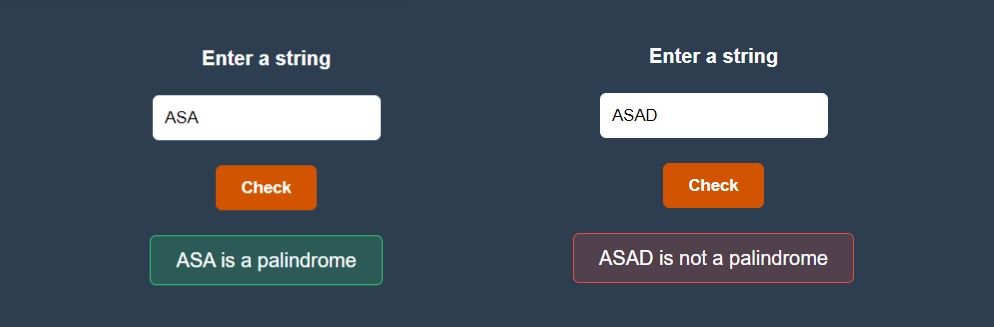 Enter a string
ASA
Check
ASA is a palindrome
Enter a string
ASAD
Check
ASAD is not a palindrome